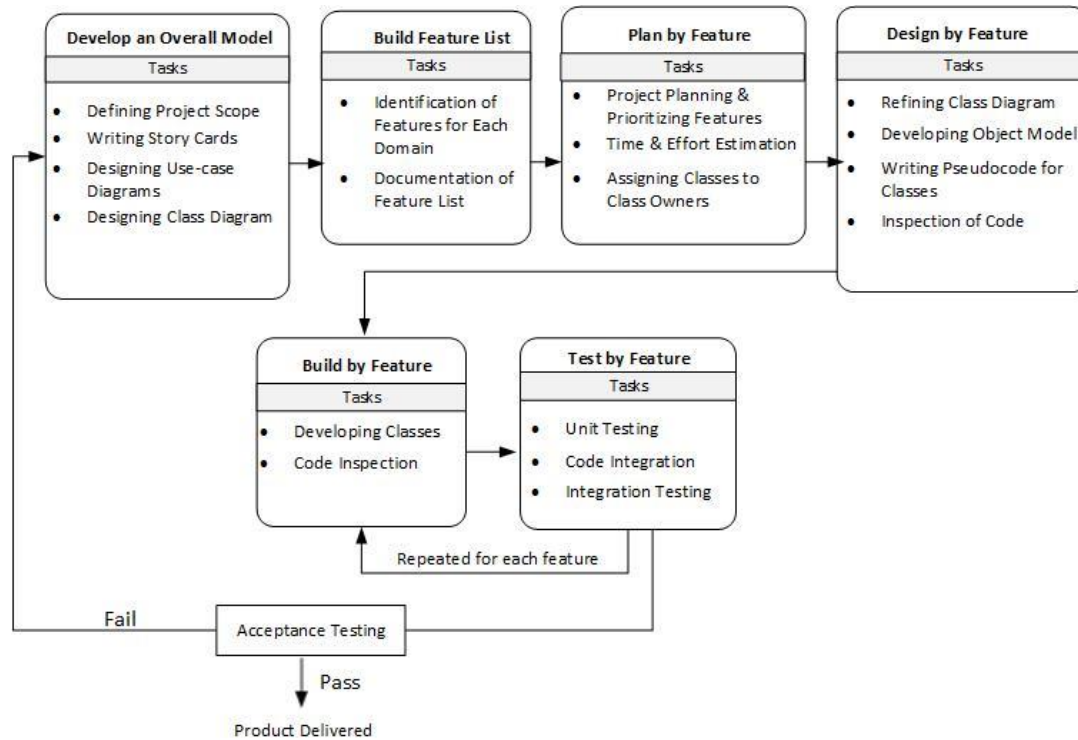 Develop an Overall Model
Tasks
• Defining Project Scope
• Writing Story Cards
• Designing Use-case
Diagrams
• Designing Class Diagram
Build Feature List
Tasks
• Identification of
Features for Each
Domain
• Documentation of
Feature List
Plan by Feature
Tasks
• Project Planning &
Prioritizing Features
• Time & Effort Estimation
• Assigning Classes to
Class Owners
Design by Feature
Tasks
• Refining Class Diagram
• Developing Object Model
• Writing Pseudocode for
Classes
• Inspection of Code
Build by Feature
Tasks
• Developing Classes
• Code Inspection
Test by Feature
Tasks
• Unit Testing
• Code Integration
• Integration Testing
Repeated for each feature
Fail
Acceptance Testing
Pass
Product Delivered